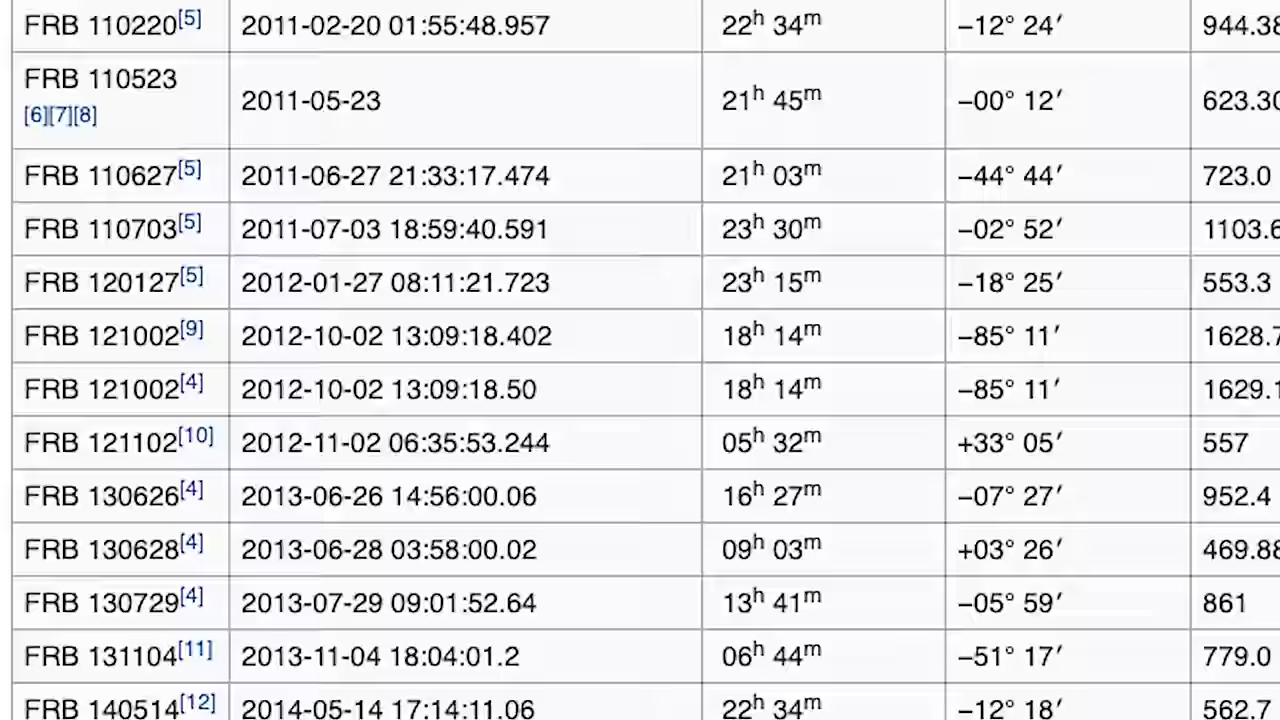 FRB 110220[5] 2011-02-20 01:55:48.957 22h 34m −12° 24′ 944.38
FRB 110523
[6][7][8] 2011-05-23 21h 45m −00° 12′ 623.30
FRB 110627[5] 2011-06-27 21:33:17.474 21h 03m −44° 44′ 723.0
FRB 110703[5] 2011-07-03 18:59:40.591 23h 30m −02° 52′ 1103.6
FRB 120127[5] 2012-01-27 08:11:21.723 23h 15m −18° 25′ 553.3
FRB 121002[9] 2012-10-02 13:09:18.402 18h 14m −85° 11′ 1628.7
FRB 121002[4] 2012-10-02 13:09:18.50 18h 14m −85° 11′ 1629.1
FRB 121102[10] 2012-11-02 06:35:53.244 05h 32m +33° 05′ 557
FRB 130626[4] 2013-06-26 14:56:00.06 16h 27m −07° 27′ 952.4
FRB 130628[4] 2013-06-28 03:58:00.02 09h 03m +03° 26′ 469.88
FRB 130729[4] 2013-07-29 09:01:52.64 13h 41m −05° 59′ 861
FRB 131104[11] 2013-11-04 18:04:01.2 06h 44m −51° 17′ 779.0
FRB 140514[12] 2014-05-14 17:14:11.06 22h 34m −12° 18′ 562.7